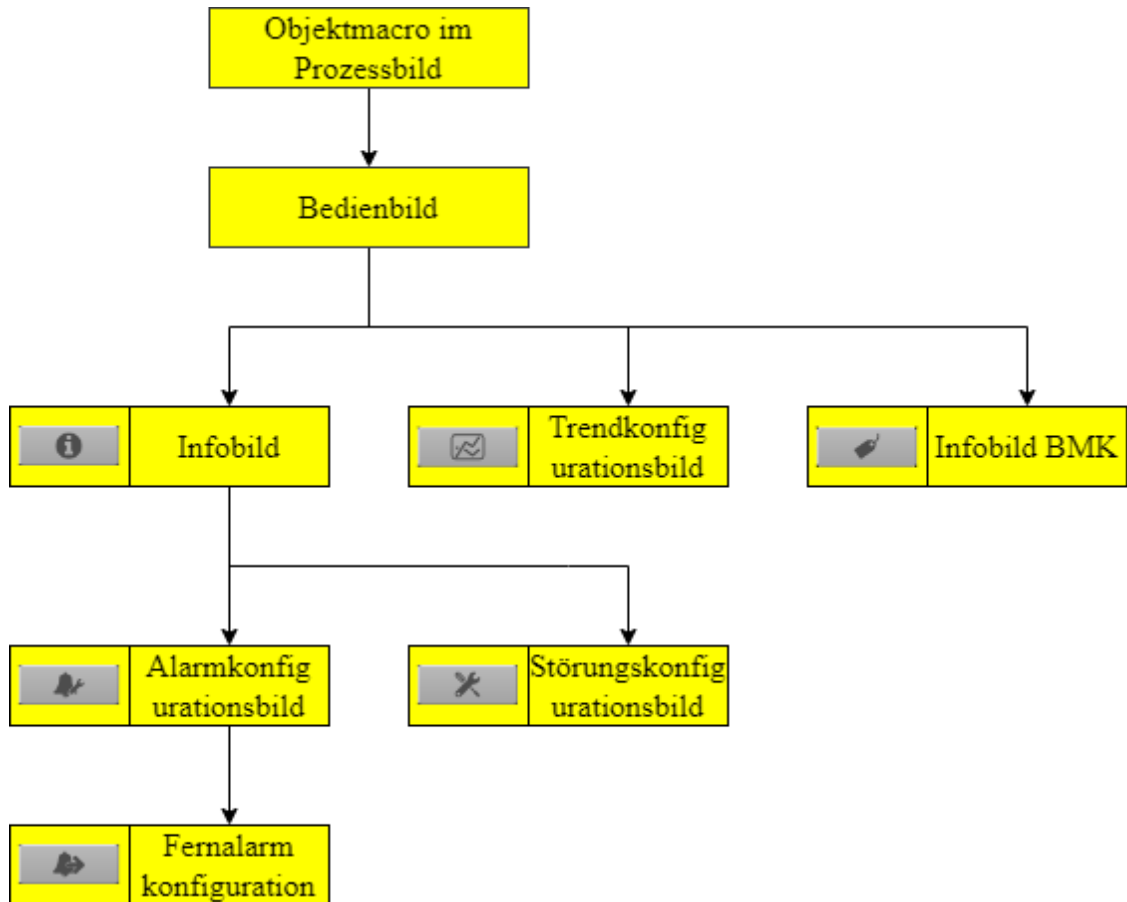 Objektmacro im
Prozessbild
Bedienbild
Infobild
Trendkonfig
urationsbild
Infobild BMK
Alarmkonfig
urationsbild
Störungskonfig
urationsbild
Fernalarm
konfiguration